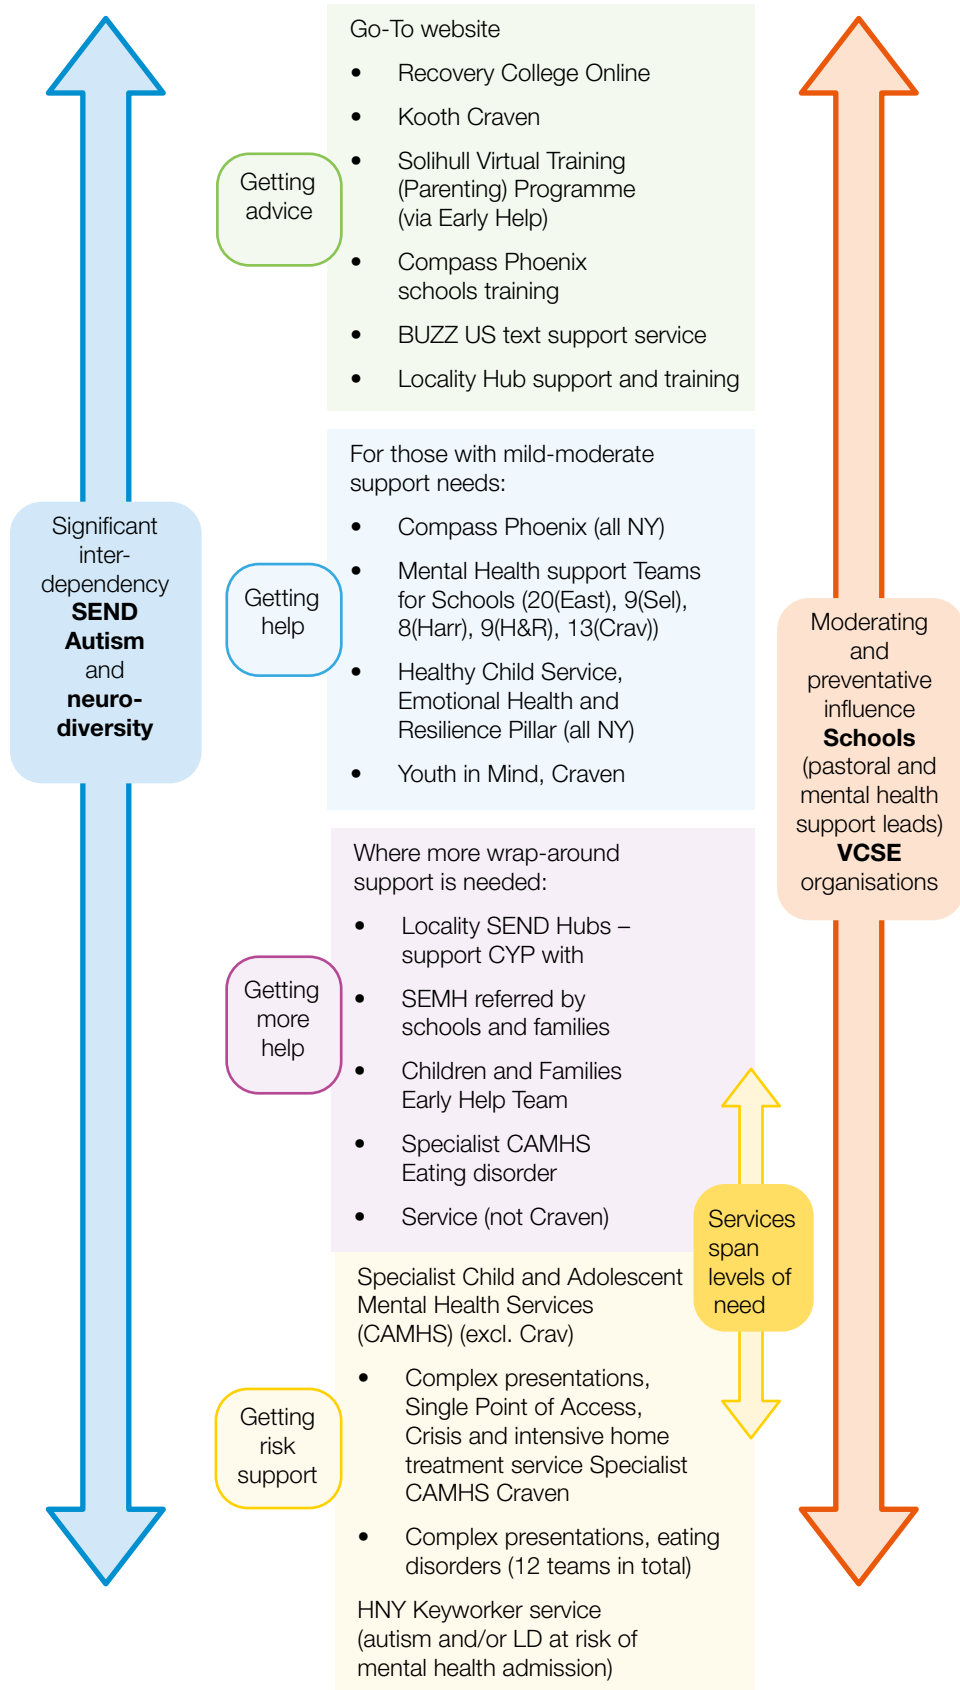 Go-To website
• Recovery College Online
• Kooth Craven
• Solihull Virtual Training
(Parenting) Programme
(via Early Help)
• Compass Phoenix
schools training
• BUZZ US text support service
• Locality Hub support and training
Getting
advice
For those with mild-moderate
support needs:
• Compass Phoenix (all NY)
• Mental Health support Teams
for Schools (20(East), 9(Sel),
8(Harr), 9(H&R), 13(Crav))
• Healthy Child Service,
Emotional Health and
Resilience Pillar (all NY)
• Youth in Mind, Craven
Getting
help
Significant
inter-
dependency
SEND
Autism
and
neuro-
diversity
Moderating
and
preventative
influence
Schools
(pastoral and
mental health
support leads)
VCSE
organisations
Where more wrap-around
support is needed:
• Locality SEND Hubs –
support CYP with
• SEMH referred by
schools and families
• Children and Families
Early Help Team
• Specialist CAMHS
Eating disorder
• Service (not Craven)
Getting
more
help
Services
span
levels of
need
Specialist Child and Adolescent
Mental Health Services
(CAMHS) (excl. Crav)
• Complex presentations,
Single Point of Access,
Crisis and intensive home
treatment service Specialist
CAMHS Craven
• Complex presentations, eating
disorders (12 teams in total)
HNY Keyworker service
(autism and/or LD at risk of
mental health admission)
Getting
risk
support